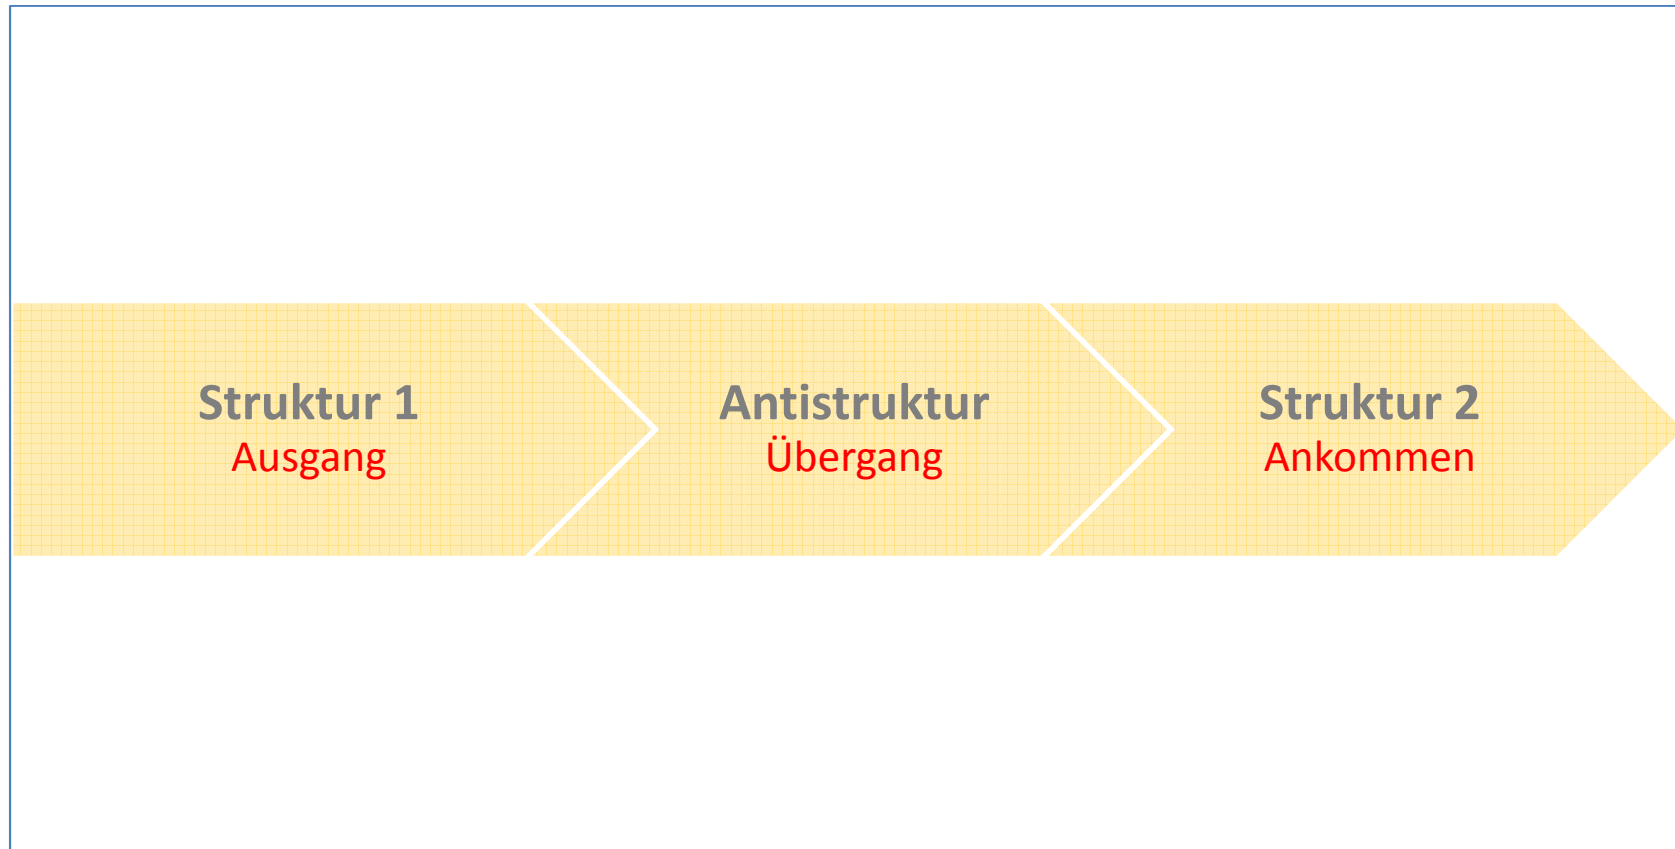 Struktur 1
Ausgang
Antistruktur
Übergang
Struktur 2
Ankommen